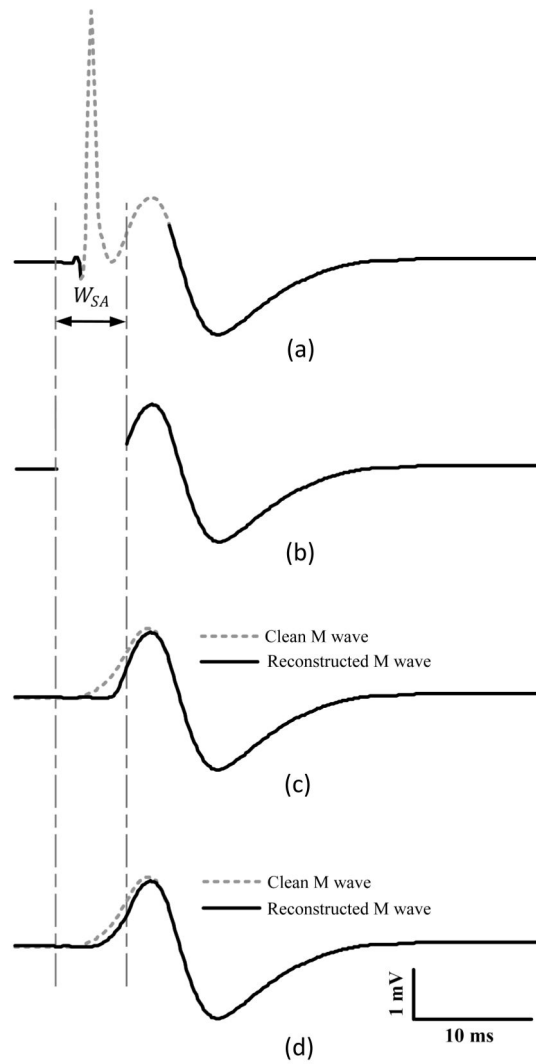 W_SA
(a)
(b)
Clean M wave
Reconstructed M wave
(c)
Clean M wave
Reconstructed M wave
1 mV
10 ms
(d)